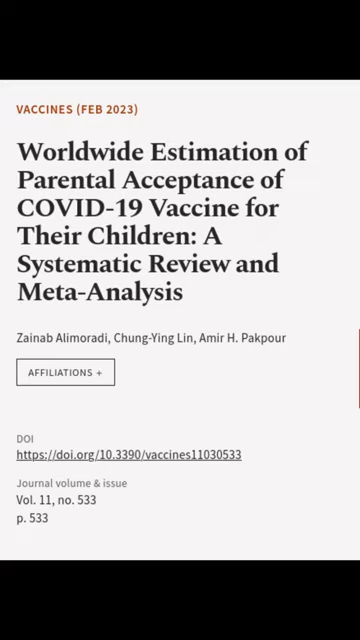 VACCINES (FEB 2023)
Worldwide Estimation of
Parental Acceptance of
COVID-19 Vaccine for
Their Children: A
Systematic Review and
Meta-Analysis
Zainab Alimoradi, Chung-Ying Lin, Amir H. Pakpour
AFFILIATIONS +
DOI
https://doi.org/10.3390/vaccines11030533
Journal volume & issue
Vol. 11, no. 533
p. 533